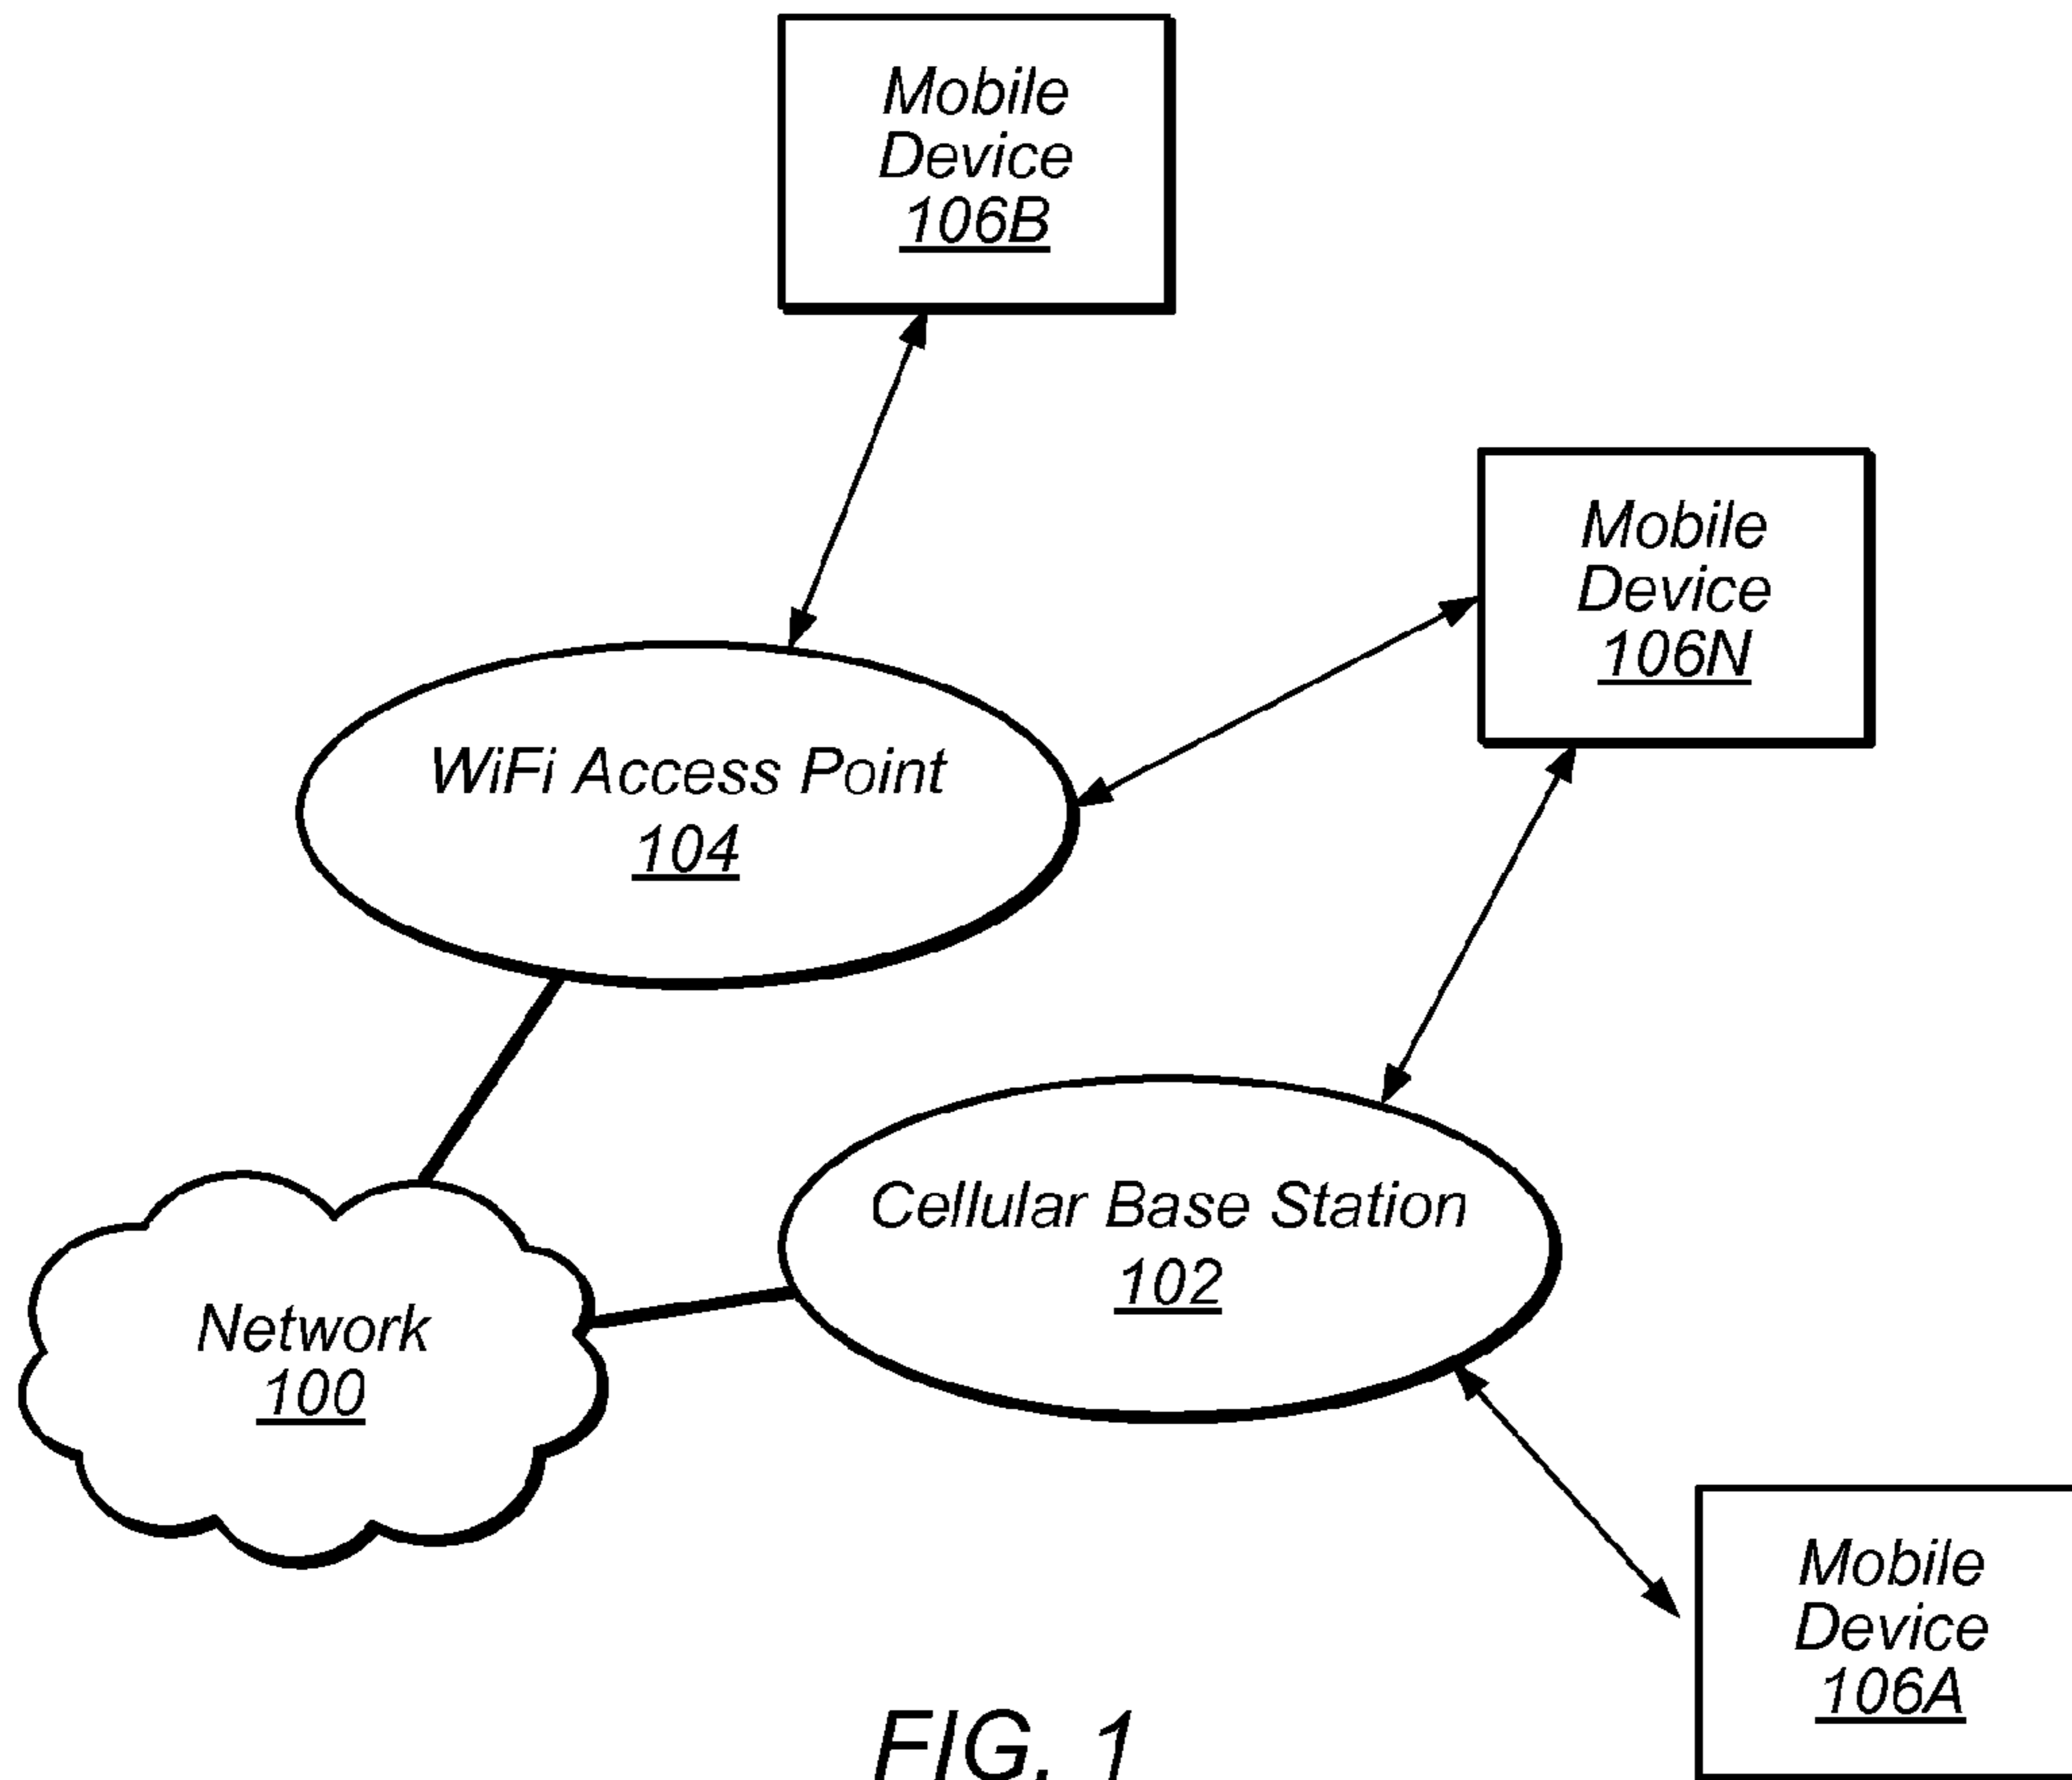 Mobile
Device
106B
Mobile
Device
106N
WiFi Access Point
104
Cellular Base Station
102
Network
100
Mobile
Device
106A
FIG. 1